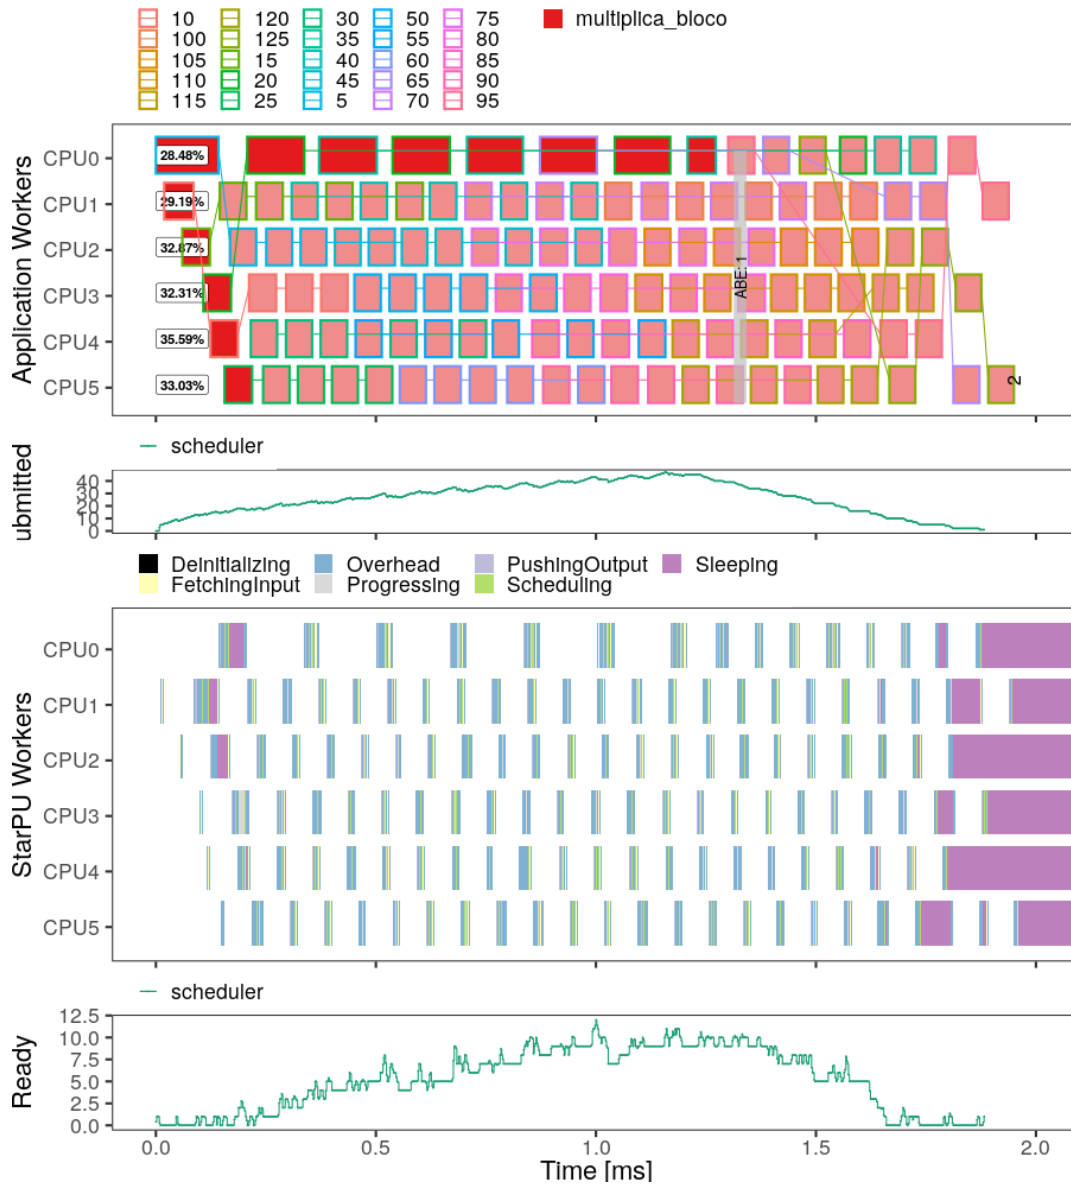 10 120 30 50 75 multiplica_bloco
100 125 35 55 80
105 15 40 60 85
110 20 45 65 90
115 25 5 70 95
Application Workers
CPU0 28.48%
CPU1 29.19%
CPU2 32.87%
CPU3 32.31%
CPU4 35.59%
CPU5 33.03%
ABE: 1
2
scheduler
ubmitted
40
30
20
10
0
Deinitializing Overhead PushingOutput Sleeping
FetchingInput Progressing Scheduling
StarPU Workers
CPU0
CPU1
CPU2
CPU3
CPU4
CPU5
scheduler
Ready
12.5
10.0
7.5
5.0
2.5
0.0
0.0 0.5 1.0 1.5 2.0
Time [ms]